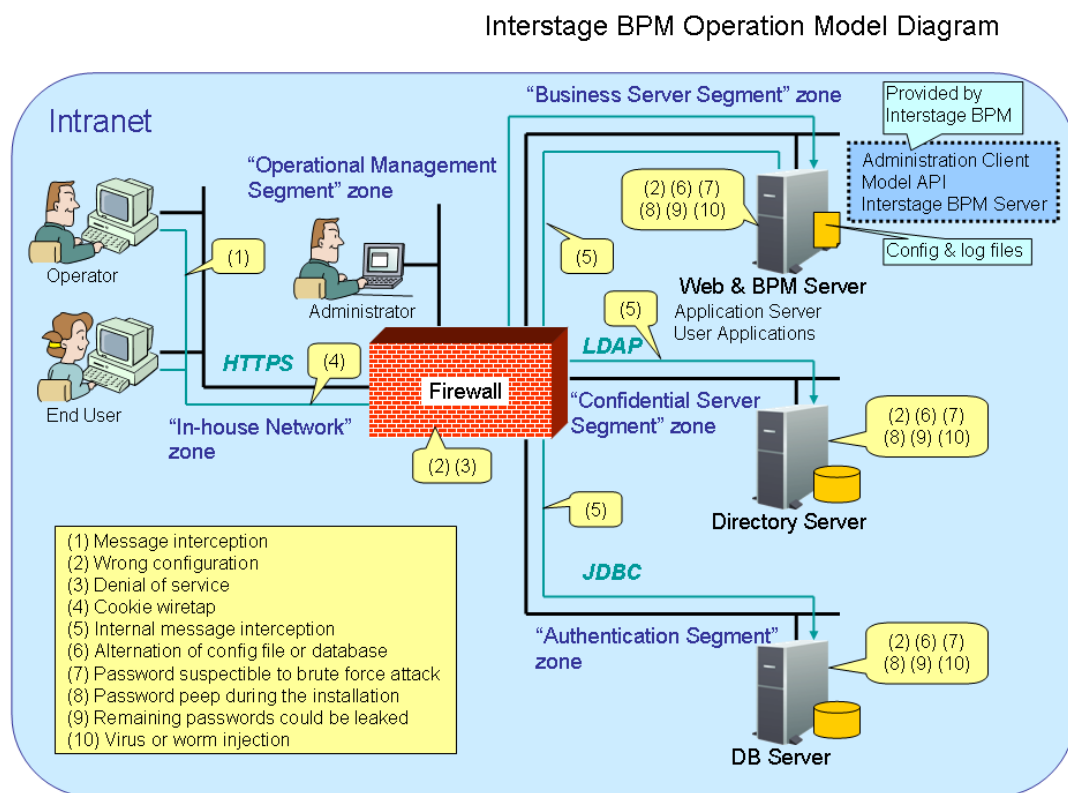 Interstage BPM Operation Model Diagram
Intranet
“Business Server Segment” zone
Provided by
Interstage BPM
“Operational Management
Segment” zone
Administration Client
Model API
Interstage BPM Server
(2) (6) (7)
(8) (9) (10)
Config & log files
Operator
(1)
(5)
Web & BPM Server
Application Server
User Applications
Administrator
(5)
LDAP
HTTPS
(4)
Firewall
End User
“In-house Network”
zone
“Confidential Server
Segment” zone
(2) (6) (7)
(8) (9) (10)
(2) (3)
(5)
Directory Server
JDBC
(1) Message interception
(2) Wrong configuration
(3) Denial of service
(4) Cookie wiretap
(5) Internal message interception
(6) Alternation of config file or database
(7) Password suspectible to brute force attack
(8) Password peep during the installation
(9) Remaining passwords could be leaked
(10) Virus or worm injection
“Authentication Segment”
zone
(2) (6) (7)
(8) (9) (10)
DB Server